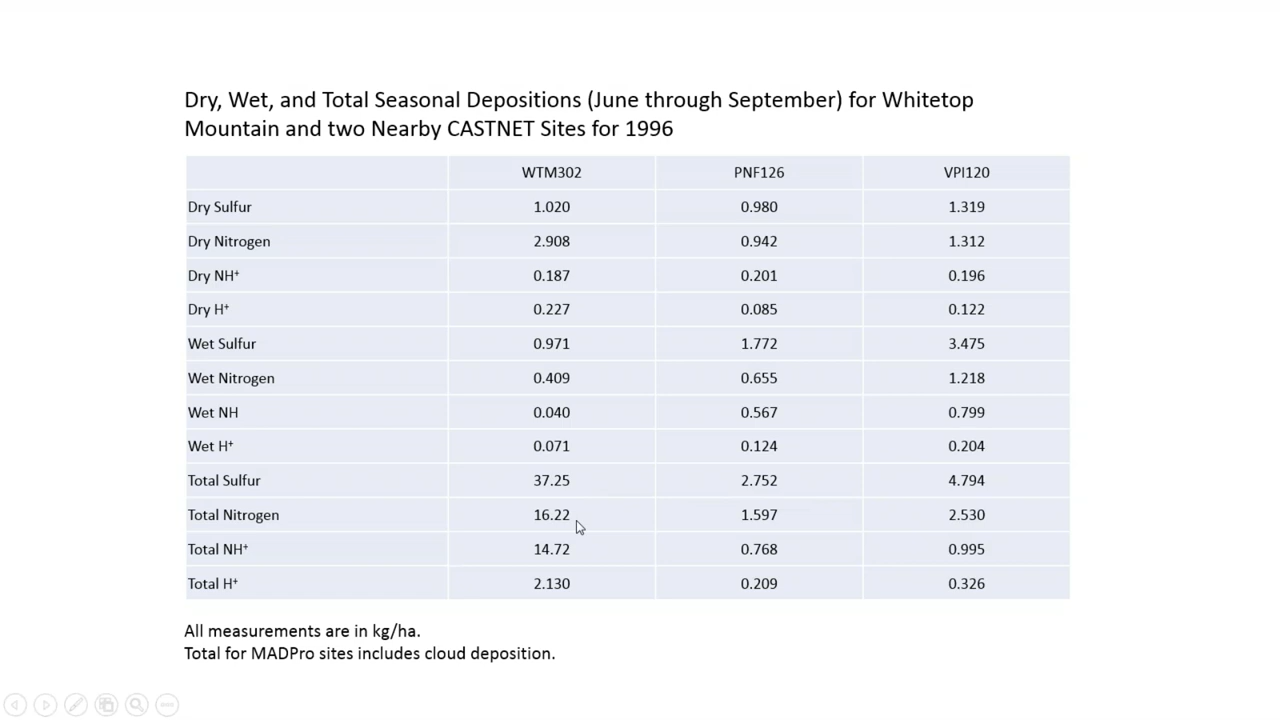 Dry, Wet, and Total Seasonal Depositions (June through September) for Whitetop
Mountain and two Nearby CASTNET Sites for 1996
WTM302 PNF126 VPI120
Dry Sulfur 1.020 0.980 1.319
Dry Nitrogen 2.908 0.942 1.312
Dry NH⁺ 0.187 0.201 0.196
Dry H⁺ 0.227 0.085 0.122
Wet Sulfur 0.971 1.772 3.475
Wet Nitrogen 0.409 0.655 1.218
Wet NH 0.040 0.567 0.799
Wet H⁺ 0.071 0.124 0.204
Total Sulfur 37.25 2.752 4.794
Total Nitrogen 16.22 1.597 2.530
Total NH⁺ 14.72 0.768 0.995
Total H⁺ 2.130 0.209 0.326
All measurements are in kg/ha.
Total for MADPro sites includes cloud deposition.